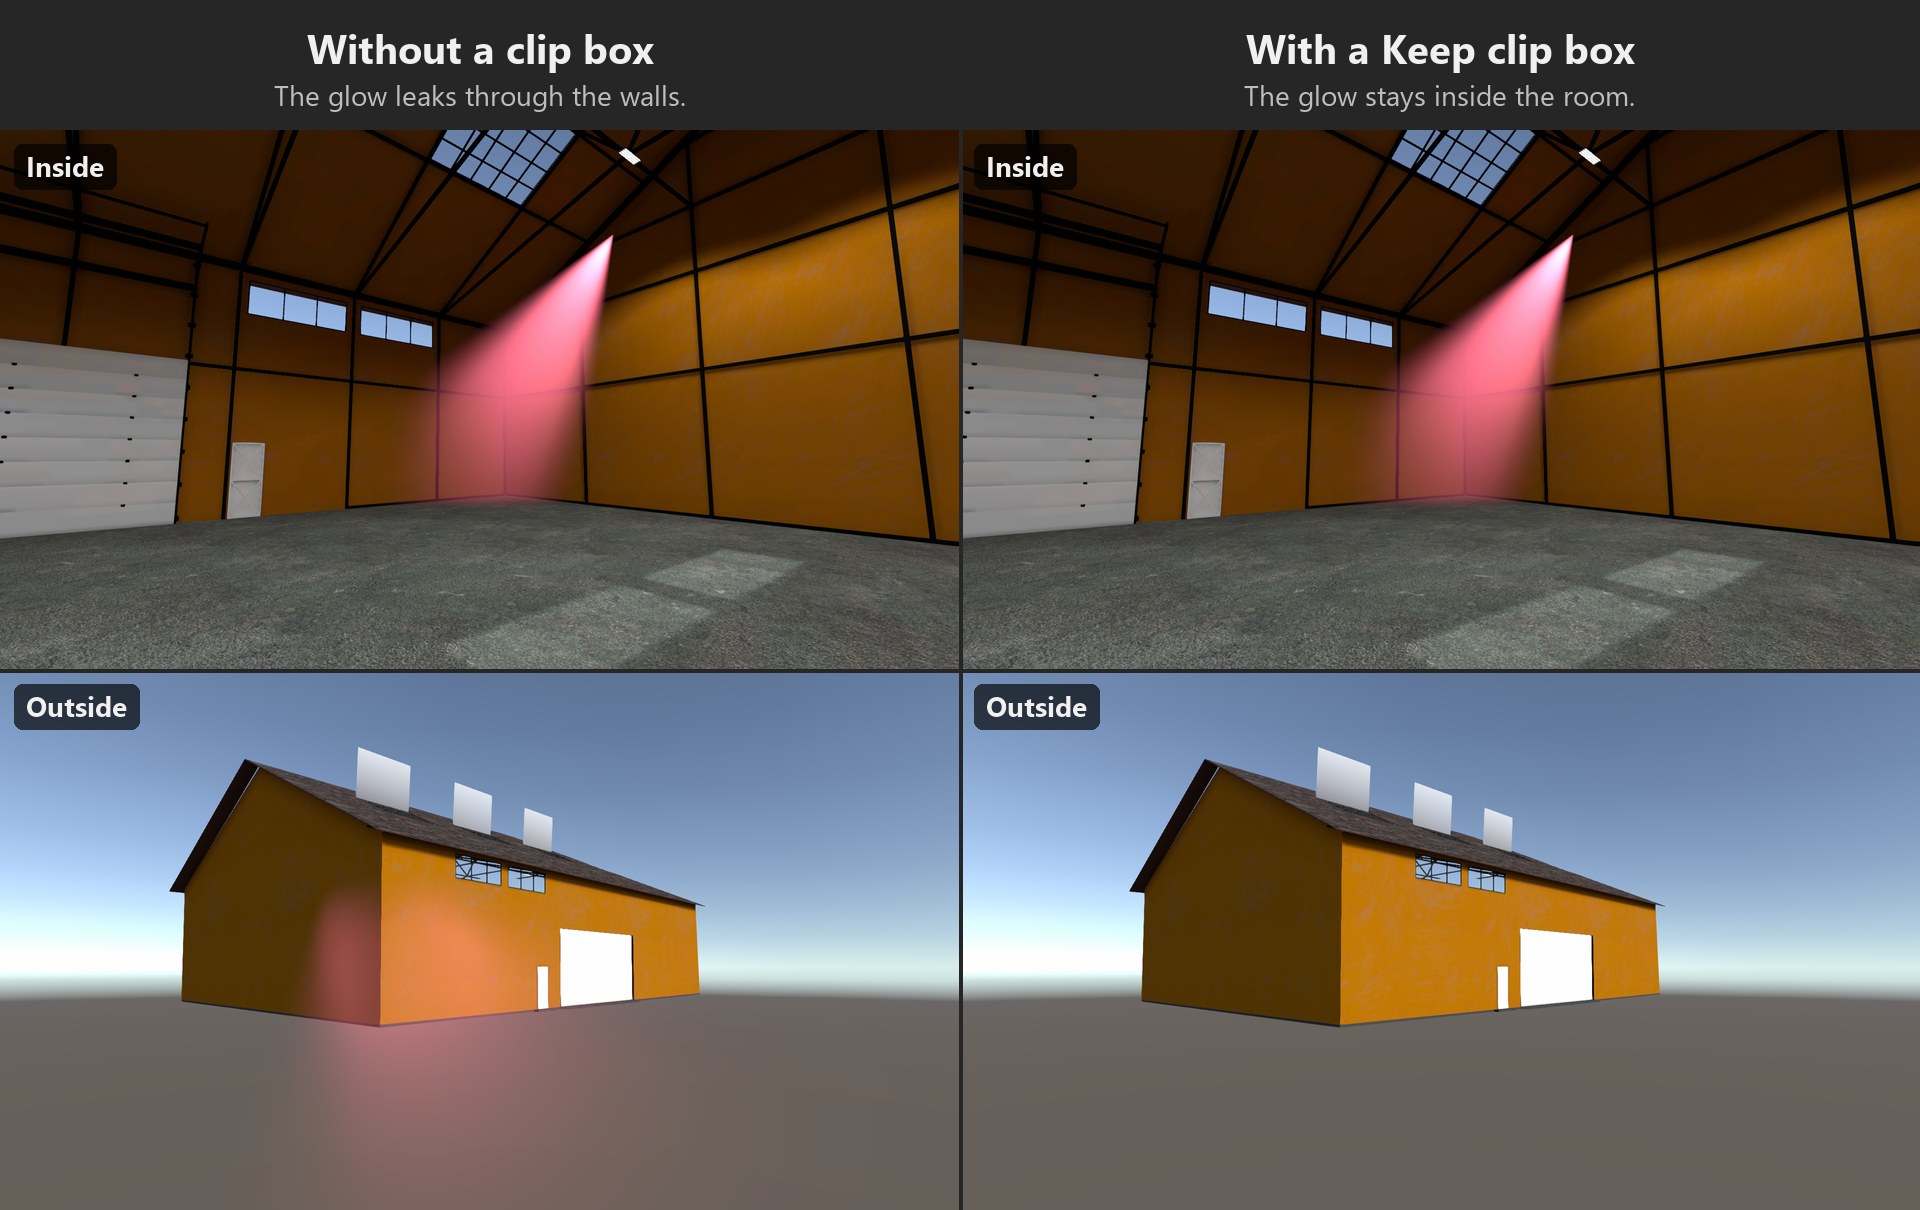 Without a clip box
The glow leaks through the walls.
With a Keep clip box
The glow stays inside the room.
Inside
Inside
Outside
Outside